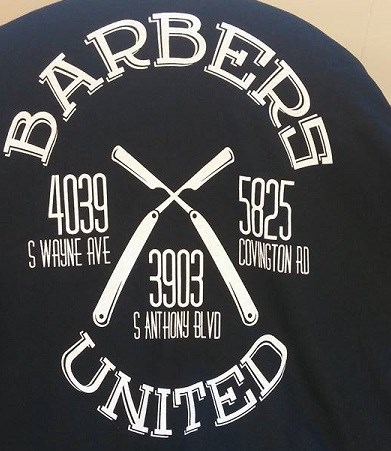 BARBERS
4039
S WAYNE AVE
5825
COVINGTON RD
3903
S ANTHONY BLVD
UNITED